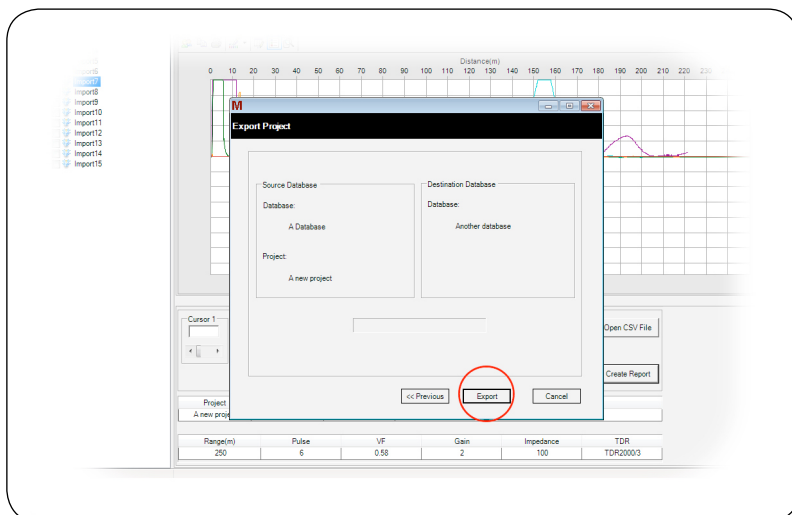 Import6
Import7
Import8
Import9
Import10
Import11
Import12
Import13
Import14
Import15
Distance(m)
0 10 20 30 40 50 60 70 80 90 100 110 120 130 140 150 160 170 180 190 200 210 220 230
M
Export Project
Source Database
Database:
A Database
Project:
A new project
Destination Database
Database:
Another database
<< Previous
Export
Cancel
Cursor 1
Open CSV File
Create Report
Project
A new proje
Range(m) Pulse VF Gain Impedance TDR
250 6 0.58 2 100 TDR2000/3